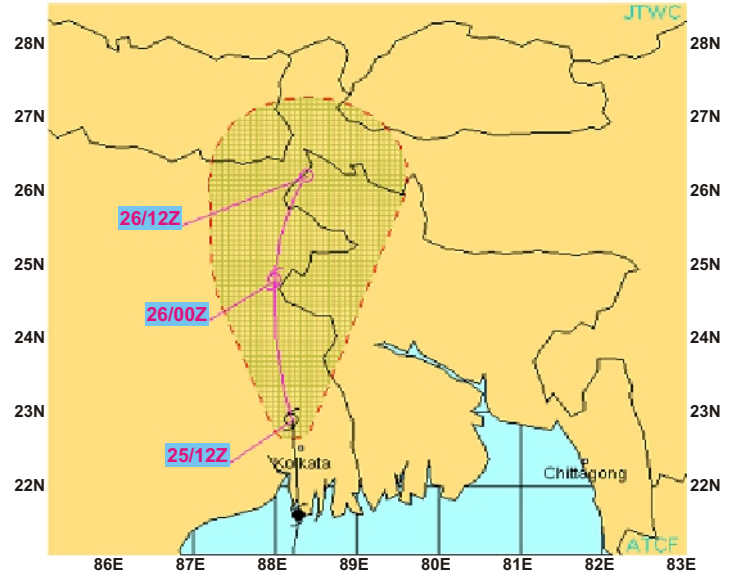 JTWC
28N 28N
27N 27N
26N 26N
26/12Z
25N 25N
26/00Z
24N 24N
23N 23N
25/12Z
Kolkata
Chittagong
22N 22N
ATCF
86E 87E 88E 89E 80E 81E 82E 83E